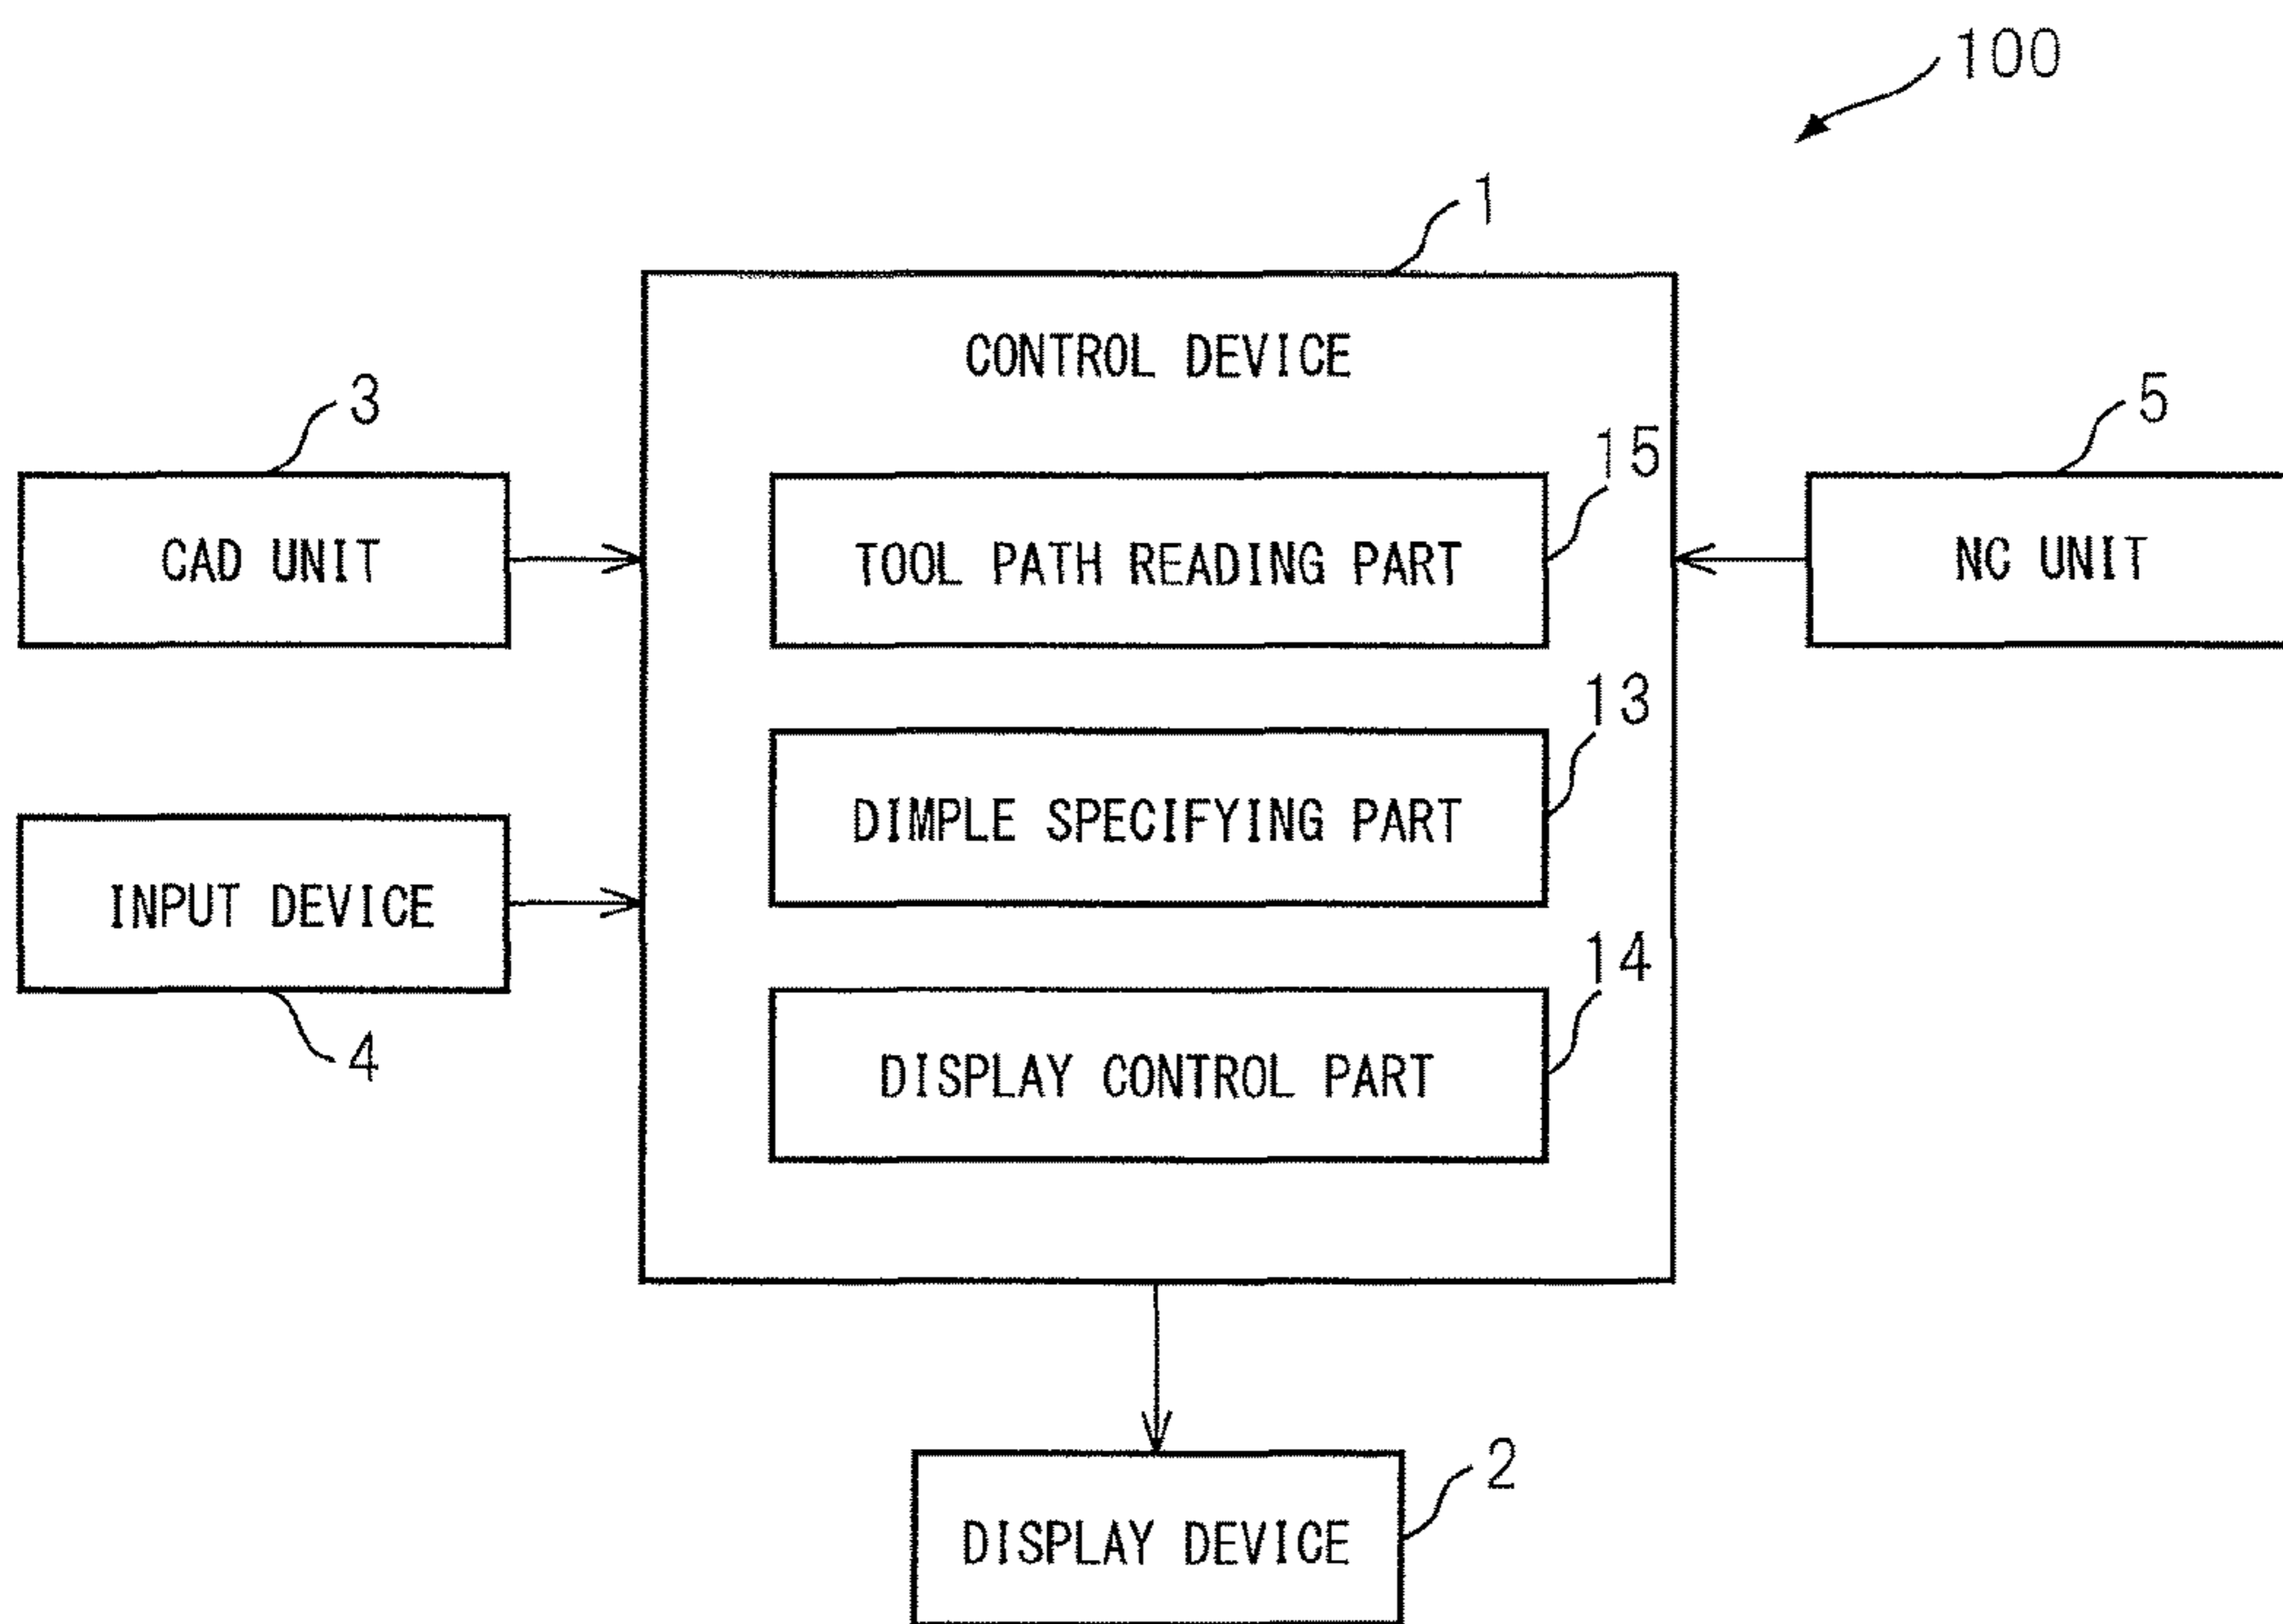 100
1
CONTROL DEVICE
3
15
5
CAD UNIT
TOOL PATH READING PART
NC UNIT
13
DIMPLE SPECIFYING PART
INPUT DEVICE
14
4
DISPLAY CONTROL PART
2
DISPLAY DEVICE